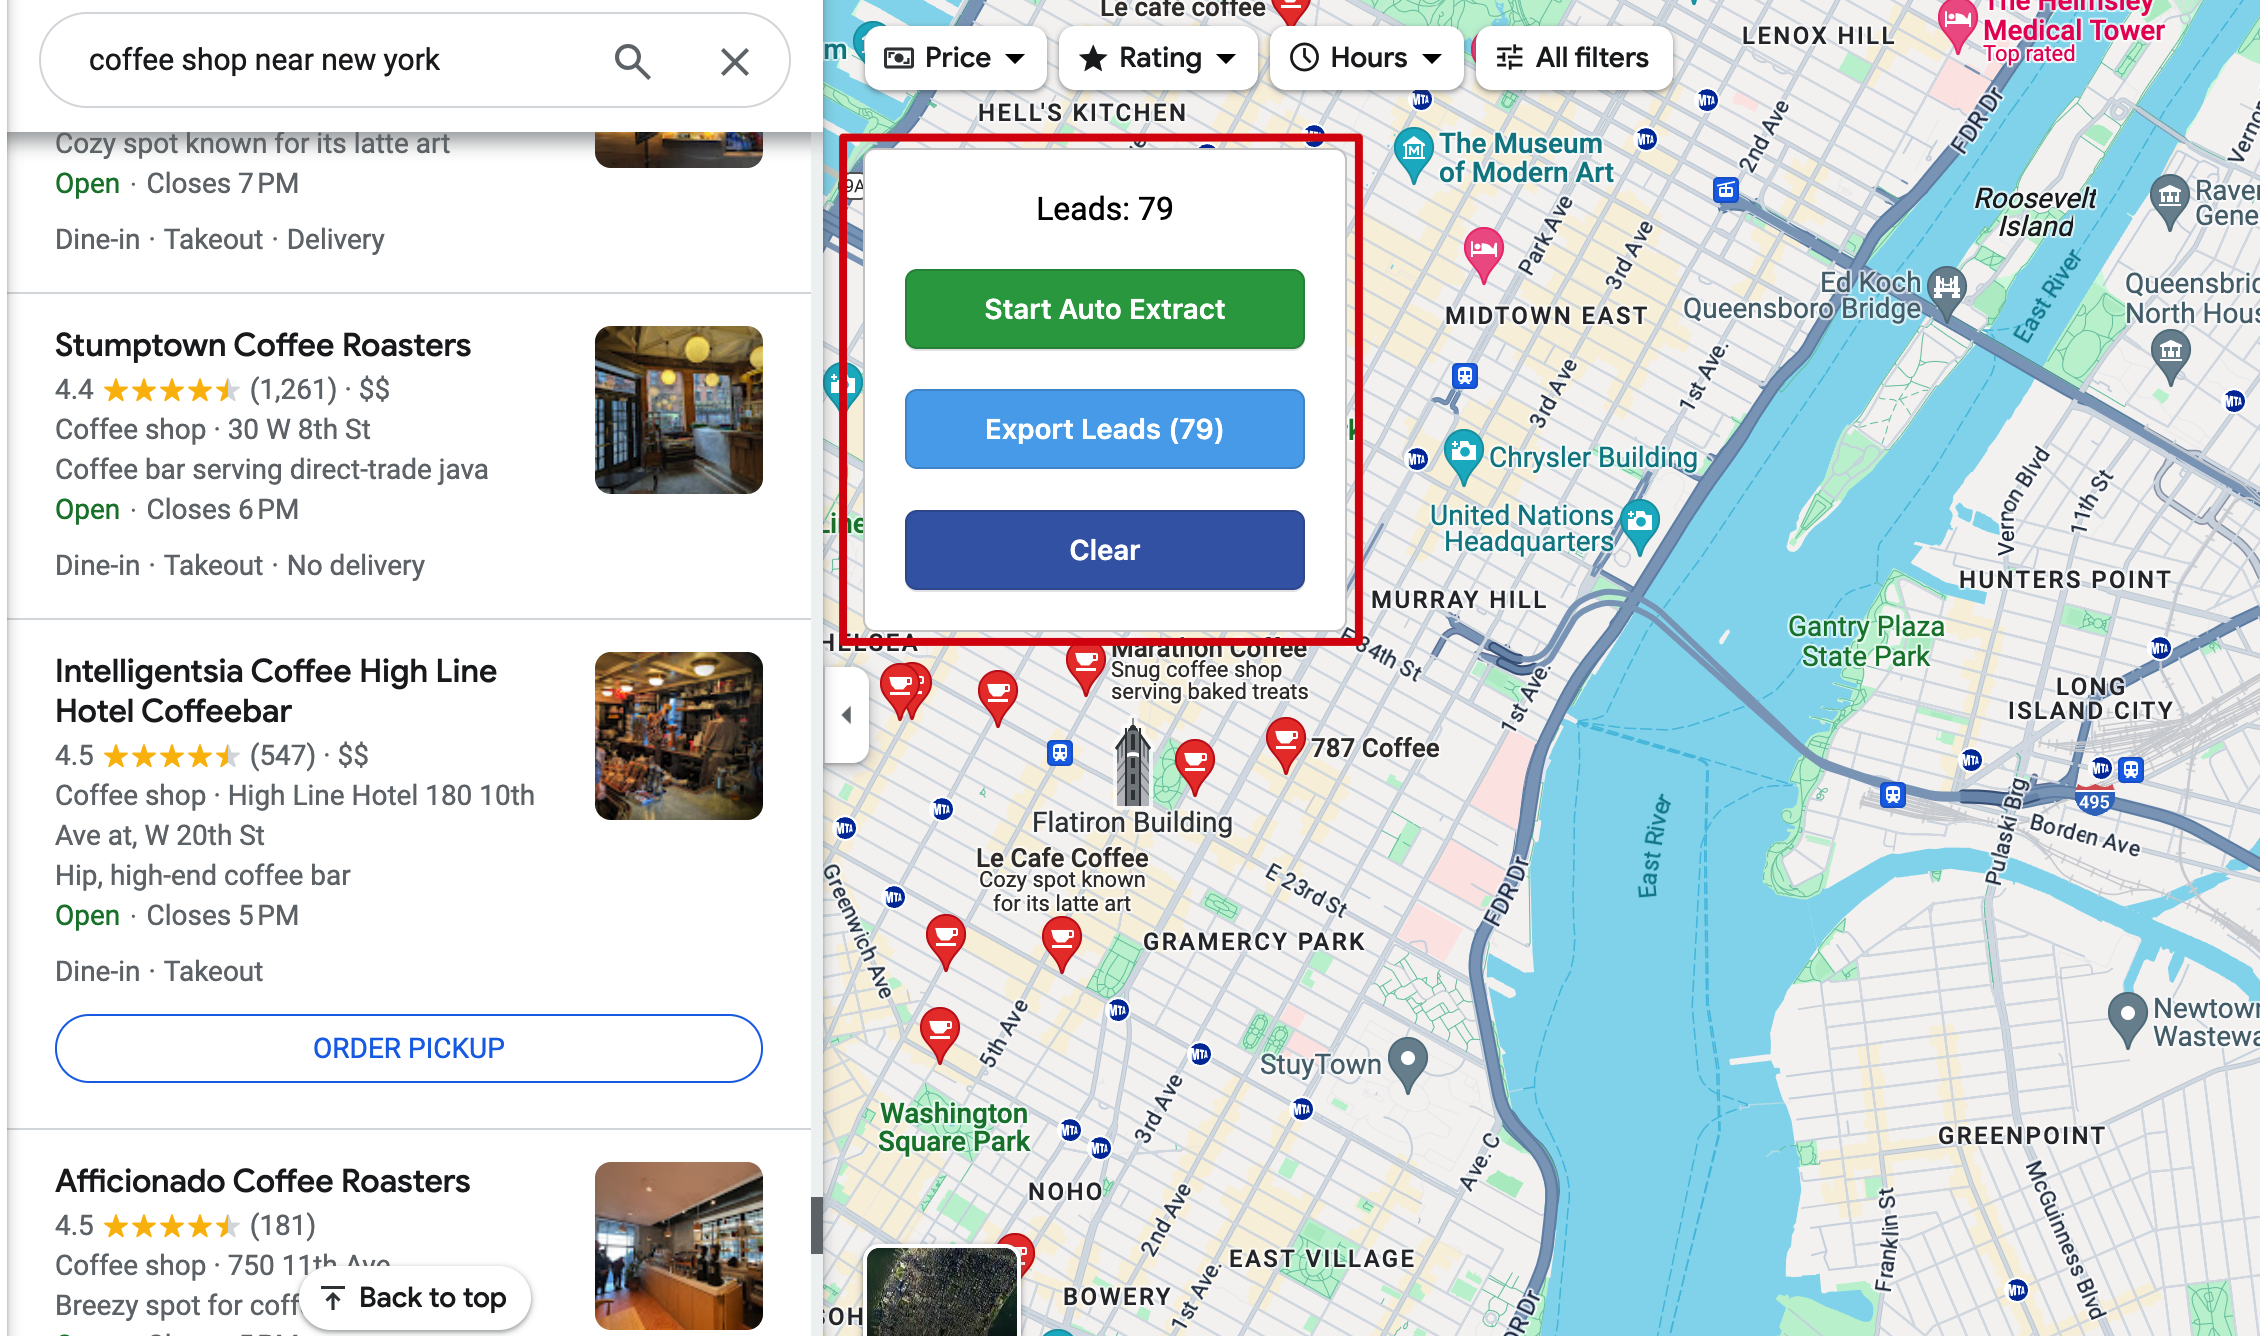 coffee shop near new york
Cozy spot known for its latte art
Open · Closes 7 PM
Dine-in · Takeout · Delivery
Stumptown Coffee Roasters
4.4 (1,261) · $$
Coffee shop · 30 W 8th St
Coffee bar serving direct-trade java
Open · Closes 6 PM
Dine-in · Takeout · No delivery
Intelligentsia Coffee High Line
Hotel Coffeebar
4.5 (547) · $$
Coffee shop · High Line Hotel 180 10th
Ave at, W 20th St
Hip, high-end coffee bar
Open · Closes 5 PM
Dine-in · Takeout
ORDER PICKUP
Afficionado Coffee Roasters
4.5 (181)
Coffee shop · 750 11th Ave
Breezy spot for coff
Back to top
Le cafe coffee
Price
Rating
Hours
All filters
Leads: 79
Start Auto Extract
Export Leads (79)
Clear
HELL'S KITCHEN
LENOX HILL
The Helmsley
Medical Tower
Top rated
The Museum
of Modern Art
2nd Ave
FDR Dr
Roosevelt
Island
Raven
Gene
Park Ave
3rd Ave
Ed Koch
Queensboro Bridge
East River
Queensbri
North Hous
MIDTOWN EAST
3rd Ave
1st Ave.
Chrysler Building
Vernon Blvd
11th St
United Nations
Headquarters
HUNTERS POINT
MURRAY HILL
Gantry Plaza
State Park
HELSEA
E 34th St
Marathon Coffee
Snug coffee shop
serving baked treats
1st Ave.
LONG
ISLAND CITY
787 Coffee
495
Pulaski Brg
Borden Ave
Flatiron Building
East River
Le Cafe Coffee
Cozy spot known
for its latte art
E 23rd St
FDR Dr
Greenwich Ave
GRAMERCY PARK
5th Ave
StuyTown
Newtow
Wastewa
3rd Ave
Washington
Square Park
Ave. C
GREENPOINT
NOHO
2nd Ave
Franklin St
McGuinness Blvd
EAST VILLAGE
BOWERY
1st Ave.